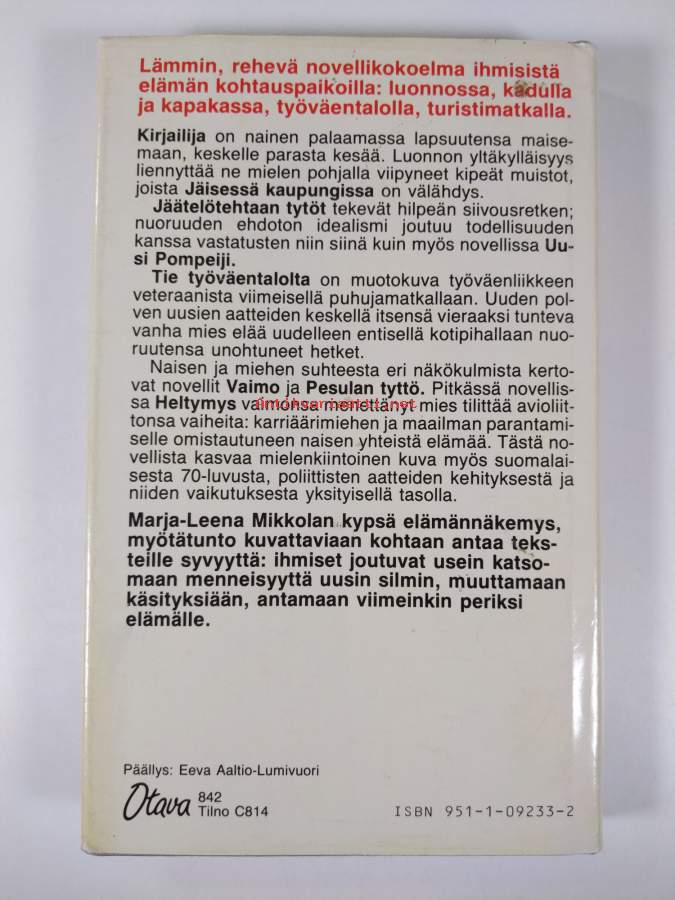 Lämmin, rehevä novellikokoelma ihmisistä
elämän kohtauspaikoilla: luonnossa, kadulla
ja kapakassa, työväentalolla, turistimatkalla.
Kirjailija on nainen palaamassa lapsuutensa maise-
maan, keskelle parasta kesää. Luonnon yltäkylläisyys
liennyttää ne mielen pohjalla viipyneet kipeät muistot,
joista Jäisessä kaupungissa on välähdys.
Jäätelötehtaan tytöt tekevät hilpeän siivousretken;
nuoruuden ehdoton idealismi joutuu todellisuuden
kanssa vastatusten niin siinä kuin myös novellissa Uu-
si Pompeiji.
Tie työväentalolta on muotokuva työväenliikkeen
veteraanista viimeisellä puhujamatkallaan. Uuden pol-
ven uusien aatteiden keskellä itsensä vieraaksi tunteva
vanha mies elää uudelleen entisellä kotipihallaan nuo-
ruutensa unohtuneet hetket.
Naisen ja miehen suhteesta eri näkökulmista kerto-
vat novellit Vaimo ja Pesulan tyttö. Pitkässä novellis-
sa Heltymys vaimonsa menettänyt mies tilittää avioliit-
tonsa vaiheita: karriäärimiehen ja maailman parantami-
selle omistautuneen naisen yhteistä elämää. Tästä no-
vellista kasvaa mielenkiintoinen kuva myös suomalai-
sesta 70-luvusta, poliittisten aatteiden kehityksestä ja
niiden vaikutuksesta yksityisellä tasolla.
Marja-Leena Mikkolan kypsä elämännäkemys,
myötätunto kuvattaviaan kohtaan antaa teks-
teille syvyyttä: ihmiset joutuvat usein katso-
maan menneisyyttä uusin silmin, muuttamaan
käsityksiään, antamaan viimeinkin periksi
elämälle.
Päällys: Eeva Aaltio-Lumivuori
Otava 842
Tilno C814
ISBN 951-1-09233-2